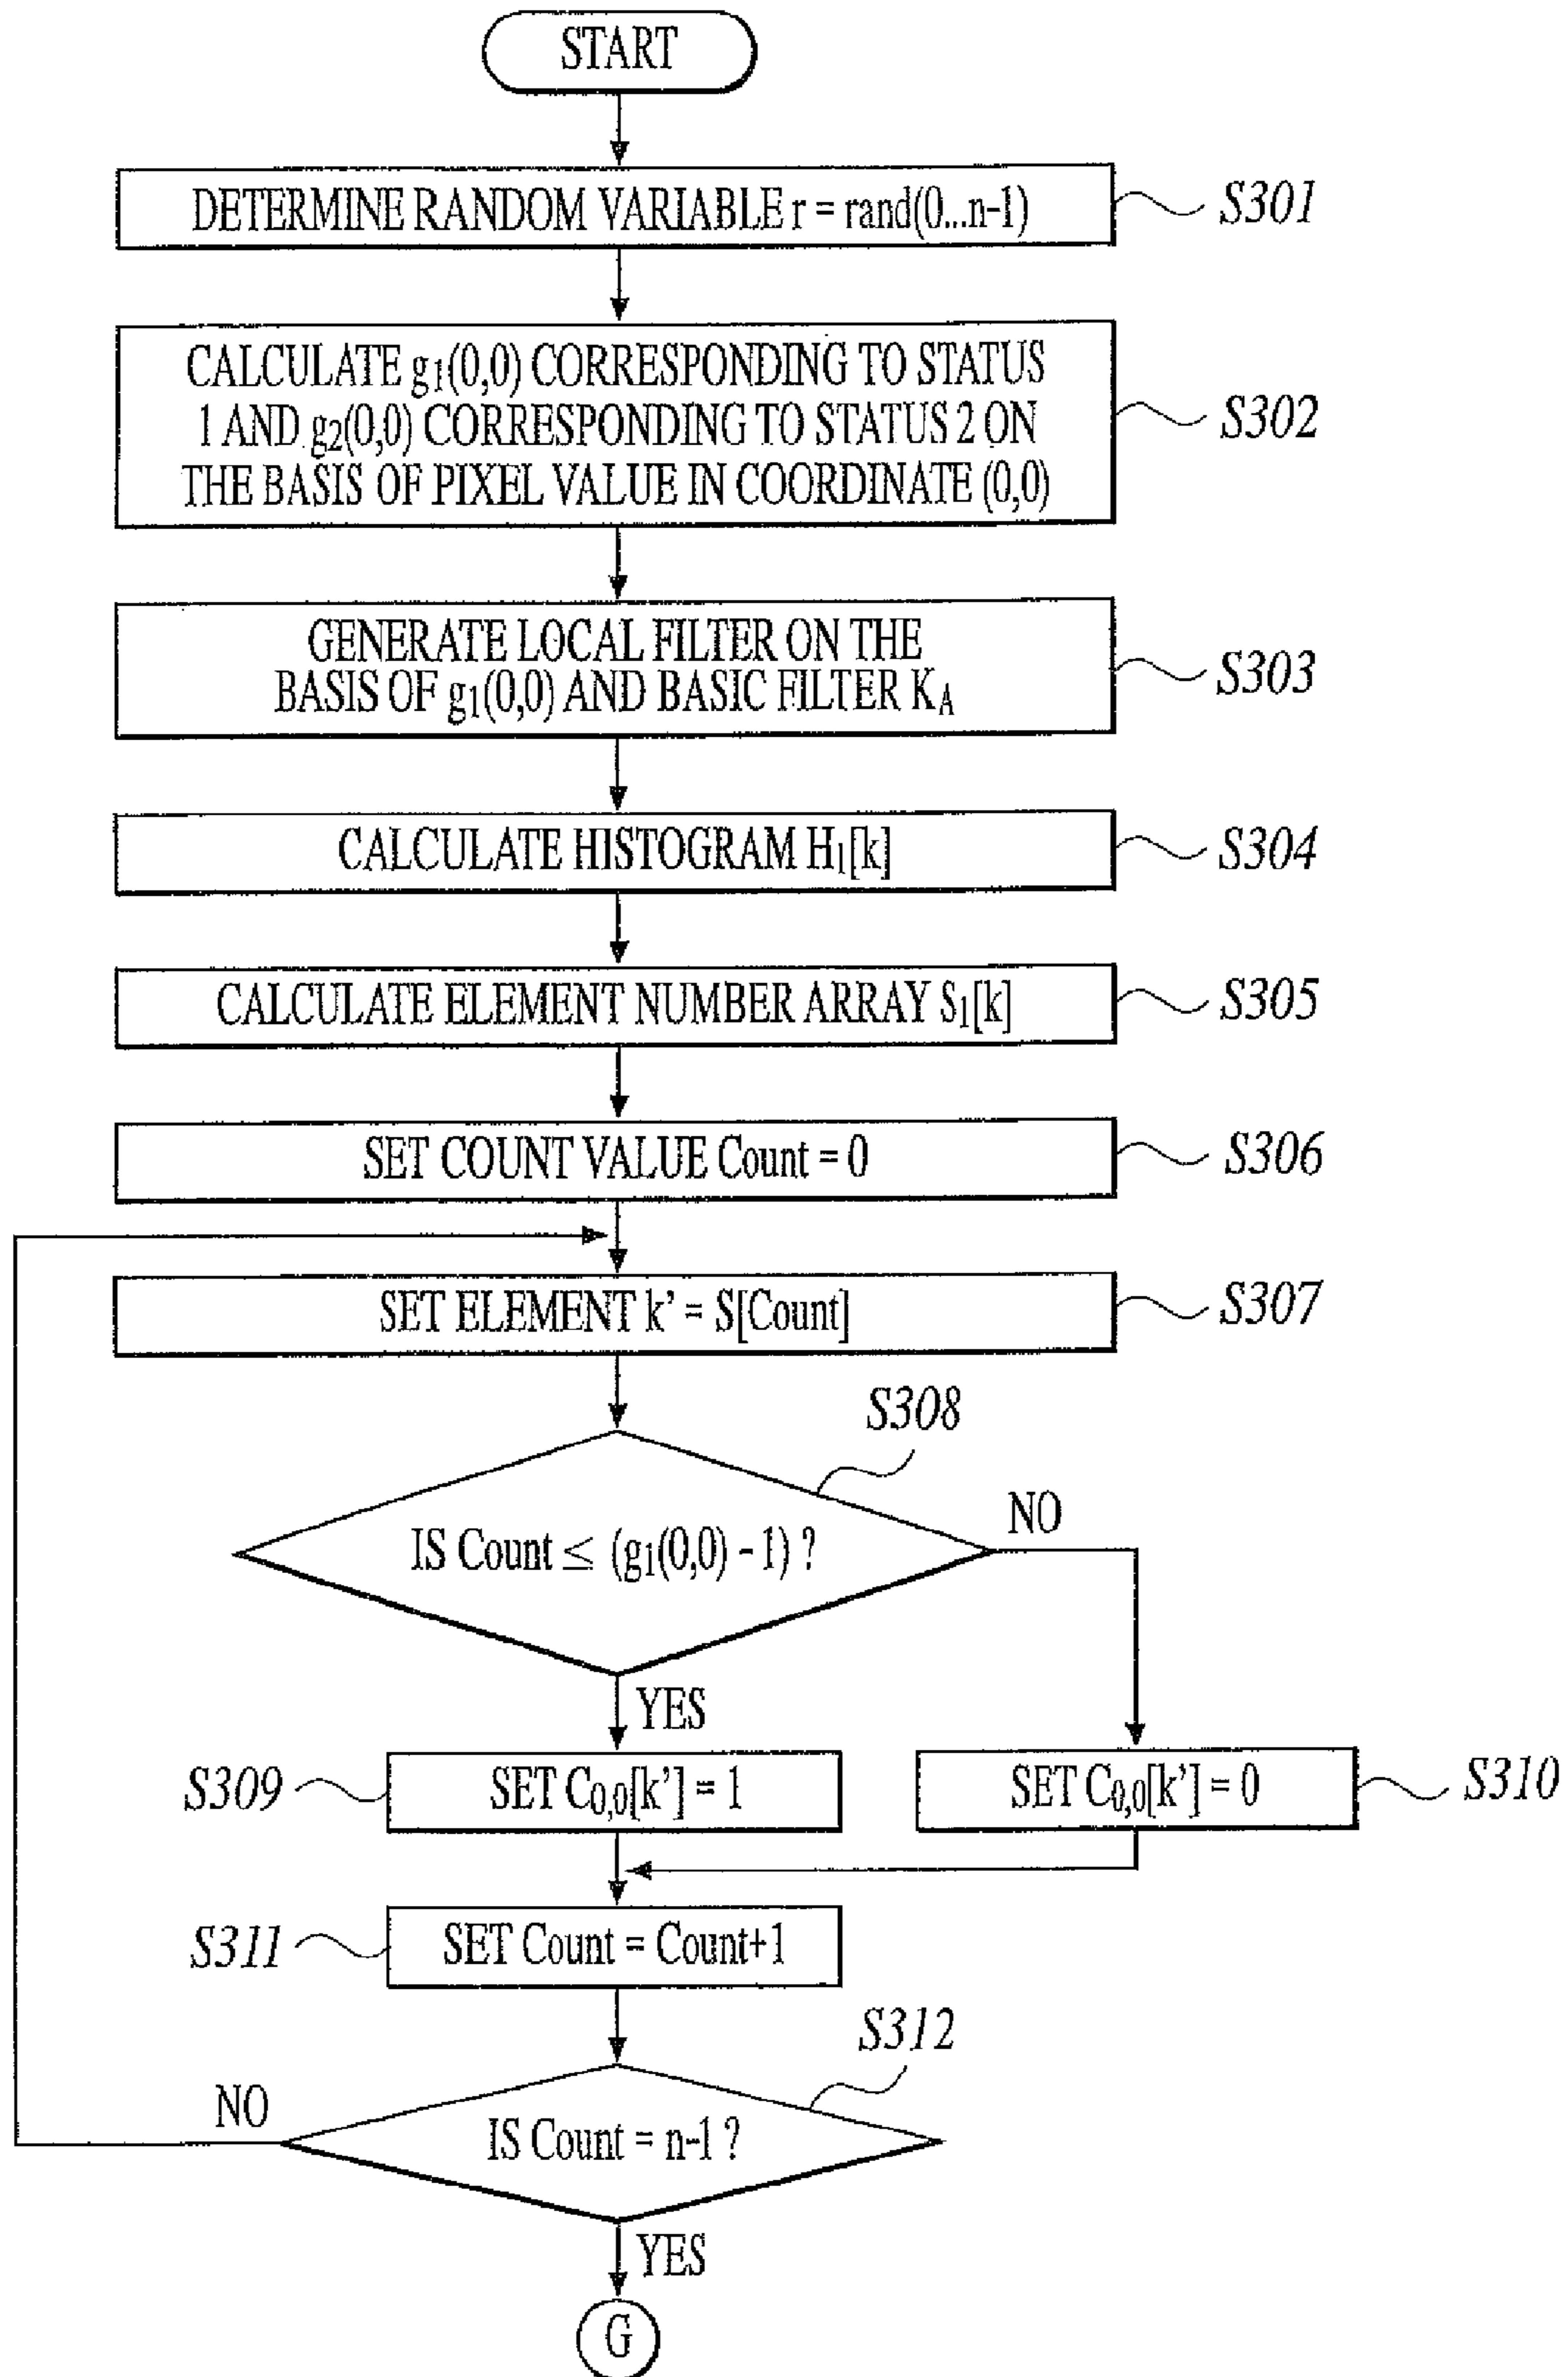 START
DETERMINE RANDOM VARIABLE r = rand(0...n-1)
S301
CALCULATE g1(0,0) CORRESPONDING TO STATUS
1 AND g2(0,0) CORRESPONDING TO STATUS 2 ON
THE BASIS OF PIXEL VALUE IN COORDINATE (0,0)
S302
GENERATE LOCAL FILTER ON THE
BASIS OF g1(0,0) AND BASIC FILTER KA
S303
CALCULATE HISTOGRAM H1[k]
S304
CALCULATE ELEMENT NUMBER ARRAY S1[k]
S305
SET COUNT VALUE Count = 0
S306
SET ELEMENT k' = S[Count]
S307
S308
IS Count ≤ (g1(0,0) - 1) ?
NO
YES
S309
SET C0,0[k'] = 1
SET C0,0[k'] = 0
S310
S311
SET Count = Count+1
S312
NO
IS Count = n-1 ?
YES
G